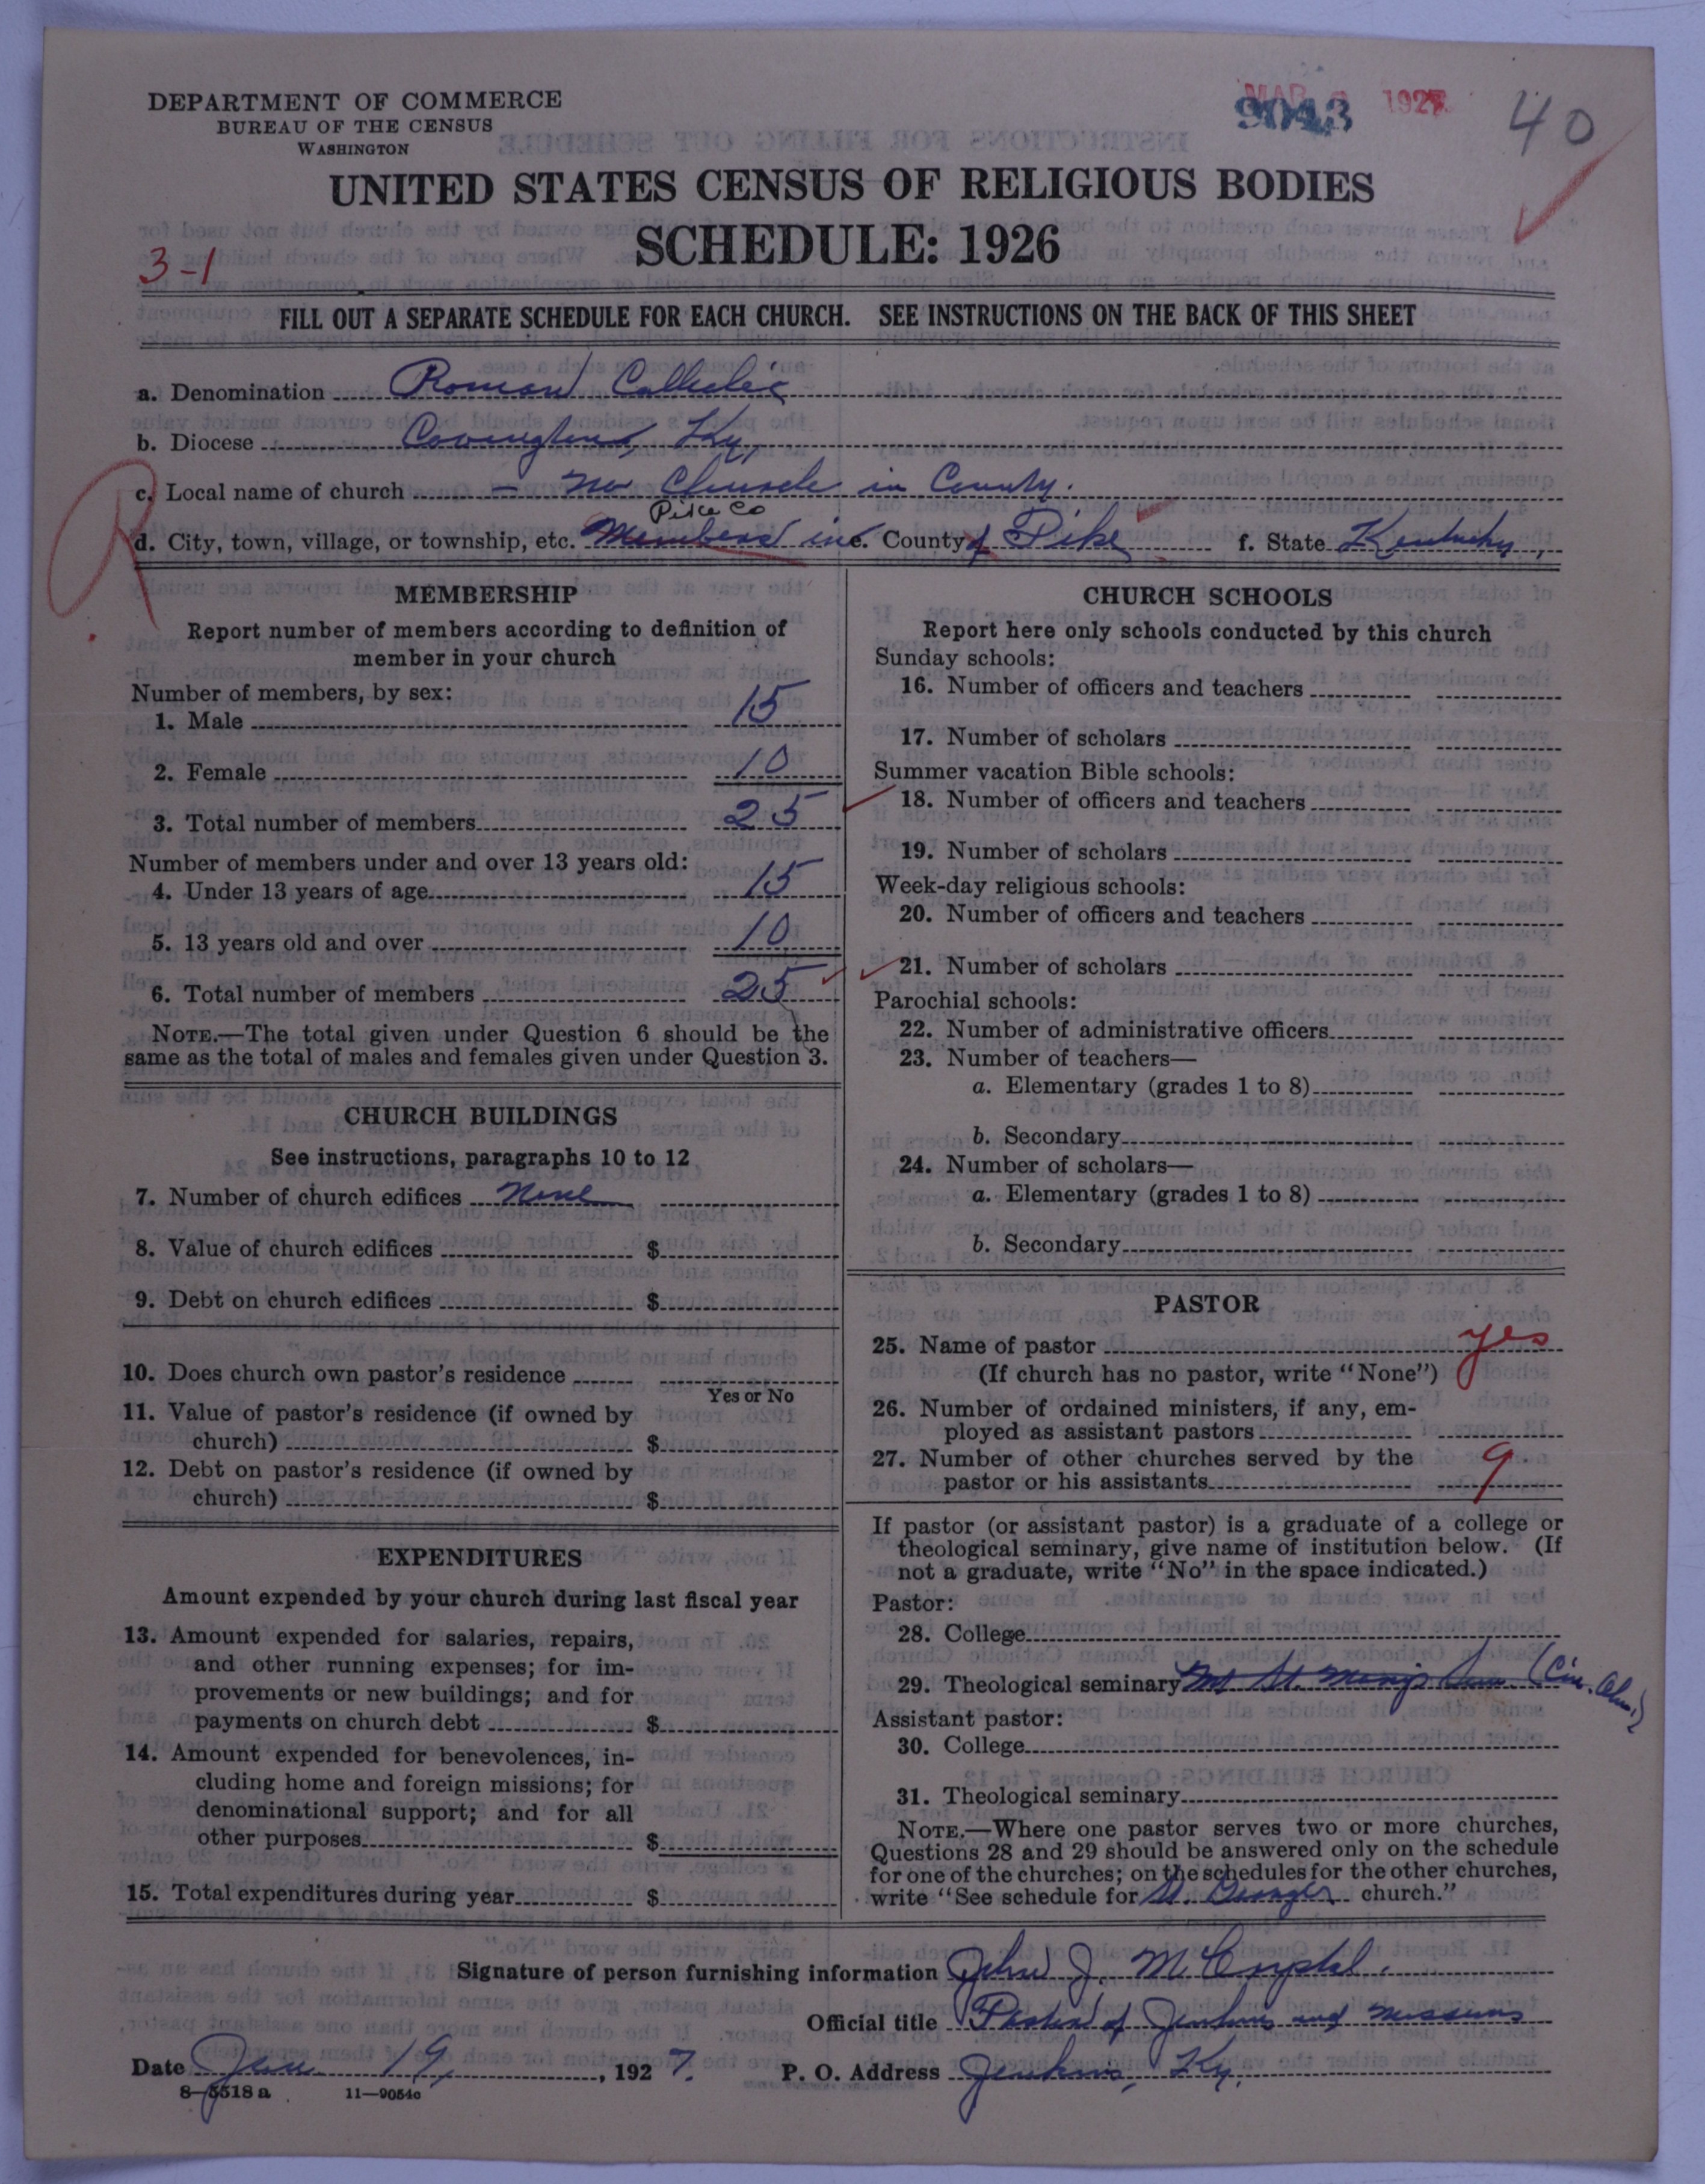 DEPARTMENT OF COMMERCE
BUREAU OF THE CENSUS
WASHINGTON
9043
MAR 1927
40
UNITED STATES CENSUS OF RELIGIOUS BODIES
SCHEDULE: 1926
3-1
FILL OUT A SEPARATE SCHEDULE FOR EACH CHURCH. SEE INSTRUCTIONS ON THE BACK OF THIS SHEET
a. Denomination Roman Catholic
b. Diocese Covington, Ky,
c. Local name of church - no Church in County.
Pike Co
d. City, town, village, or township, etc. Members in e. County of Pike f. State Kentucky,
R
MEMBERSHIP
Report number of members according to definition of
member in your church
Number of members, by sex:
1. Male 15
2. Female 10
3. Total number of members 25
Number of members under and over 13 years old:
4. Under 13 years of age 15
5. 13 years old and over 10
6. Total number of members 25
NOTE.—The total given under Question 6 should be the
same as the total of males and females given under Question 3.
CHURCH BUILDINGS
See instructions, paragraphs 10 to 12
7. Number of church edifices None
8. Value of church edifices $
9. Debt on church edifices $
10. Does church own pastor's residence
Yes or No
11. Value of pastor's residence (if owned by
church) $
12. Debt on pastor's residence (if owned by
church) $
EXPENDITURES
Amount expended by your church during last fiscal year
13. Amount expended for salaries, repairs,
and other running expenses; for im-
provements or new buildings; and for
payments on church debt $
14. Amount expended for benevolences, in-
cluding home and foreign missions; for
denominational support; and for all
other purposes $
15. Total expenditures during year $
CHURCH SCHOOLS
Report here only schools conducted by this church
Sunday schools:
16. Number of officers and teachers
17. Number of scholars
Summer vacation Bible schools:
18. Number of officers and teachers
19. Number of scholars
Week-day religious schools:
20. Number of officers and teachers
21. Number of scholars
Parochial schools:
22. Number of administrative officers
23. Number of teachers—
a. Elementary (grades 1 to 8)
b. Secondary
24. Number of scholars—
a. Elementary (grades 1 to 8)
b. Secondary
PASTOR
25. Name of pastor yes
(If church has no pastor, write "None")
26. Number of ordained ministers, if any, em-
ployed as assistant pastors
27. Number of other churches served by the
pastor or his assistants 9
If pastor (or assistant pastor) is a graduate of a college or
theological seminary, give name of institution below. (If
not a graduate, write "No" in the space indicated.)
Pastor:
28. College
29. Theological seminary Mt St. Sem (Cin.
Assistant pastor:
30. College
31. Theological seminary
NOTE.—Where one pastor serves two or more churches,
Questions 28 and 29 should be answered only on the schedule
for one of the churches; on the schedules for the other churches,
write "See schedule for St. George church."
Signature of person furnishing information John J. McCrystal.
Official title Pastor of Jenkins and missions
Date Jan. 19, 1927. P. O. Address Jenkins, Ky.
8—5518 a 11—9054c